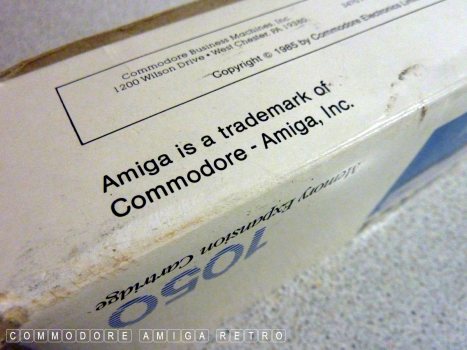 Commodore Business Machines, Inc.
1200 Wilson Drive • West Chester, PA 19380
Copyright © 1985 by Commodore Electronics
Amiga is a trademark of
Commodore - Amiga, Inc.
Memory Expansion Cartridge
1050
COMMODORE AMIGA RETRO